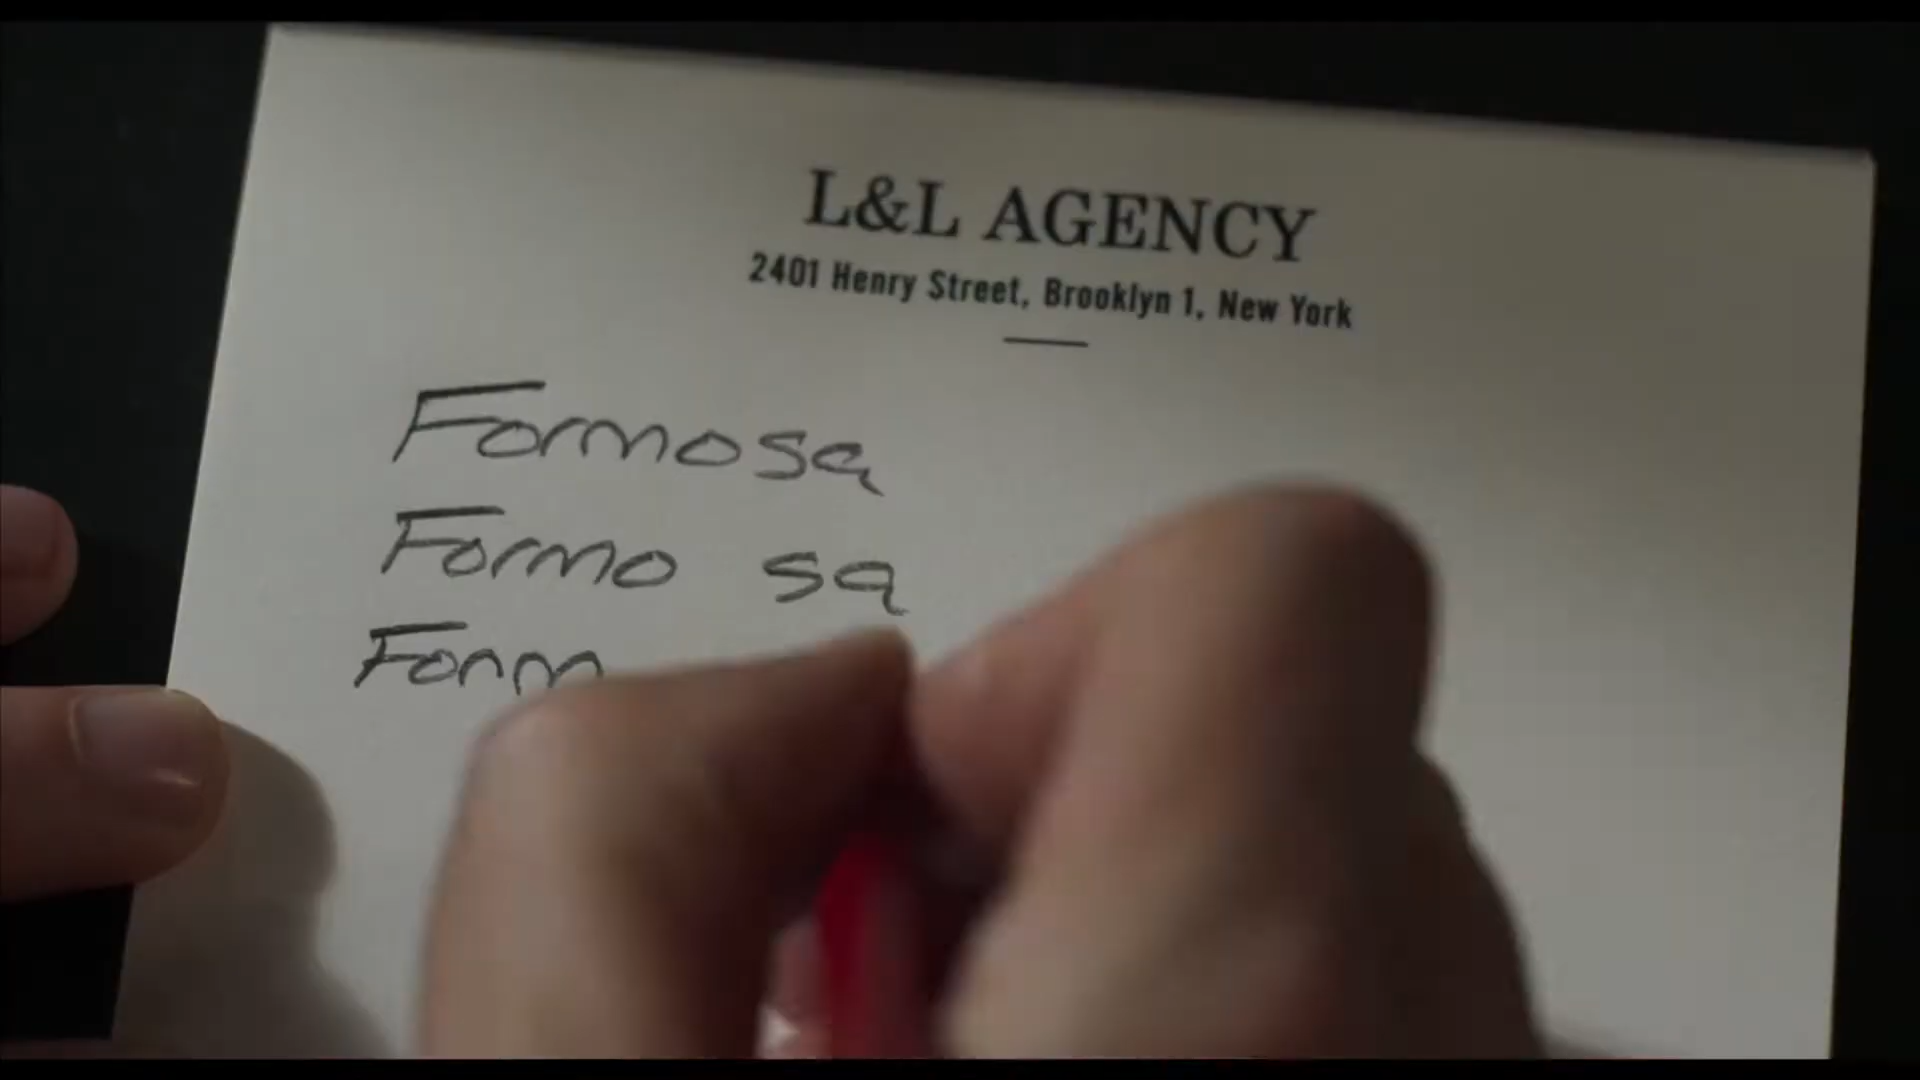 L&L AGENCY
2401 Henry Street, Brooklyn 1, New York
Formosa
Formo sa
Form